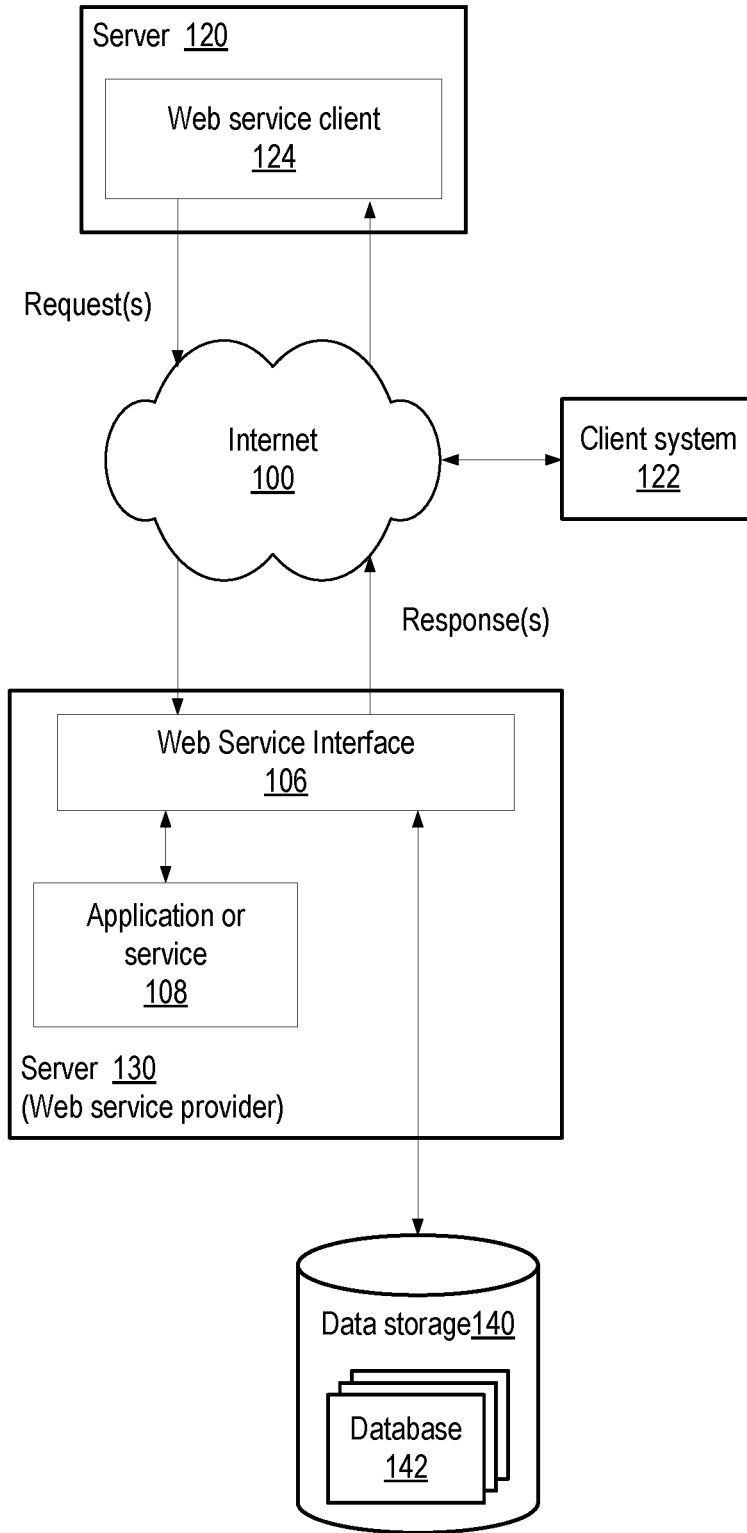 Server 120
Web service client
124
Request(s)
Internet
100
Client system
122
Response(s)
Web Service Interface
106
Application or
service
108
Server 130
(Web service provider)
Data storage140
Database
142